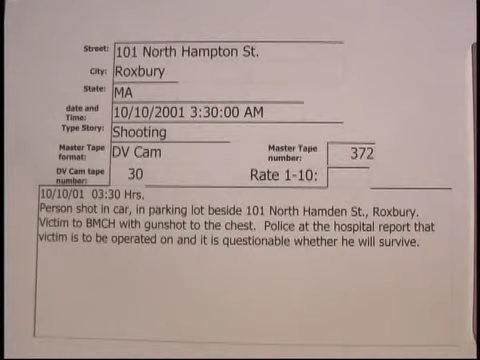 Street: 101 North Hampton St.
City: Roxbury
State: MA
date and Time: 10/10/2001 3:30:00 AM
Type Story: Shooting
Master Tape format: DV Cam Master Tape number: 372
DV Cam tape number: 30 Rate 1-10:
10/10/01 03:30 Hrs.
Person shot in car, in parking lot beside 101 North Hamden St., Roxbury.
Victim to BMCH with gunshot to the chest. Police at the hospital report that
victim is to be operated on and it is questionable whether he will survive.